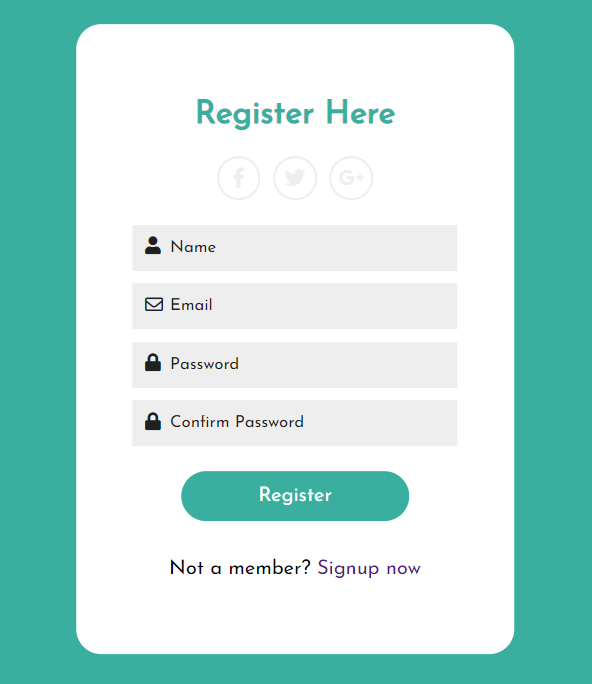 Register Here
Name
Email
Password
Confirm Password
Register
Not a member? Signup now